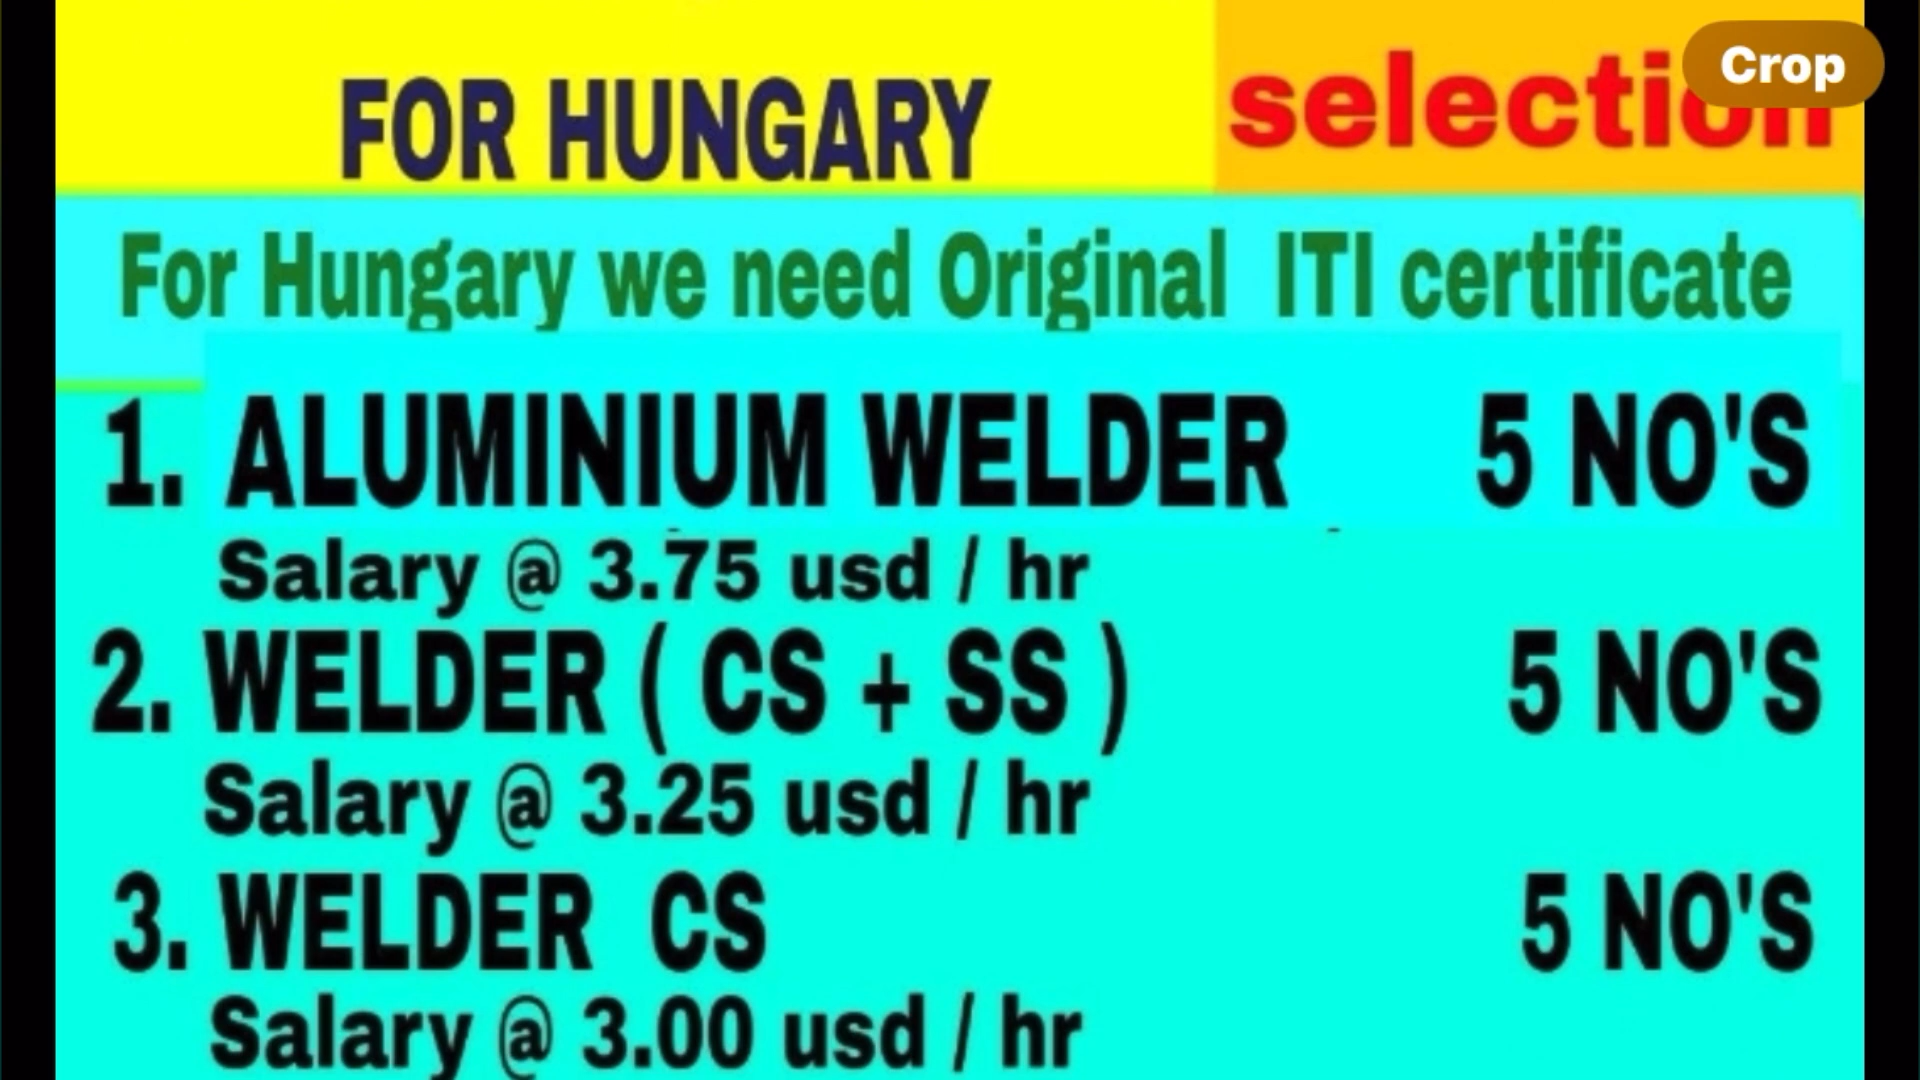 FOR HUNGARY
selection
Crop
For Hungary we need Original ITI certificate
1. ALUMINIUM WELDER 5 NO'S
Salary @ 3.75 usd / hr
2. WELDER ( CS + SS ) 5 NO'S
Salary @ 3.25 usd / hr
3. WELDER CS 5 NO'S
Salary @ 3.00 usd / hr